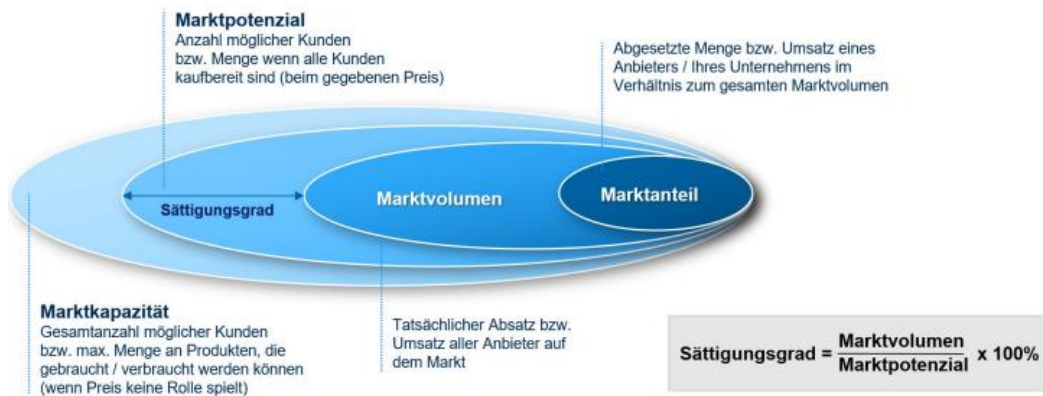 Marktpotenzial
Anzahl möglicher Kunden
bzw. Menge wenn alle Kunden
kaufbereit sind (beim gegebenen Preis)
Abgesetzte Menge bzw. Umsatz eines
Anbieters / Ihres Unternehmens im
Verhältnis zum gesamten Marktvolumen
Sättigungsgrad
Marktvolumen
Marktanteil
Marktkapazität
Gesamtanzahl möglicher Kunden
bzw. max. Menge an Produkten, die
gebraucht / verbraucht werden können
(wenn Preis keine Rolle spielt)
Tatsächlicher Absatz bzw.
Umsatz aller Anbieter auf
dem Markt
Sättigungsgrad = Marktvolumen / Marktpotenzial x 100%